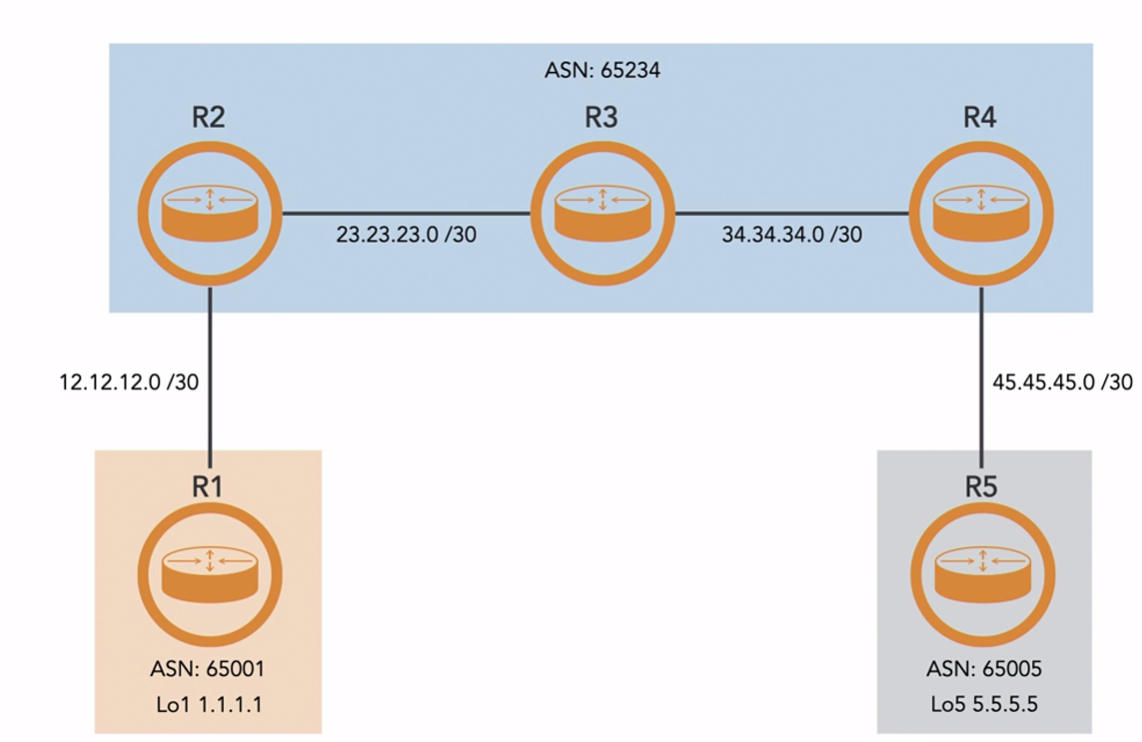 ASN: 65234
R2
R3
R4
23.23.23.0 /30
34.34.34.0 /30
12.12.12.0 /30
45.45.45.0 /30
R1
R5
ASN: 65001
ASN: 65005
Lo1 1.1.1.1
Lo5 5.5.5.5